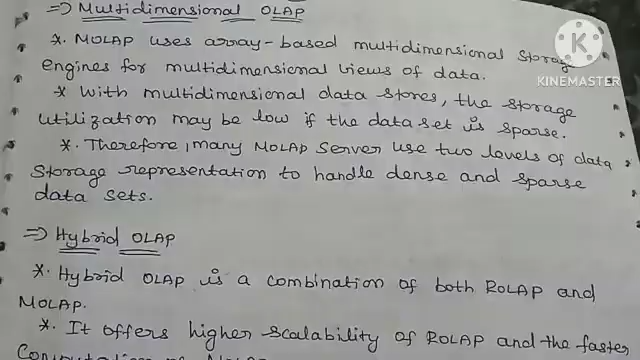 => Multidimensional OLAP
*. MOLAP uses array-based multidimensional Storage
engines for multidimensional views of data.
* With multidimensional data stores, the storage
utilization may be low if the data set is sparse.
*. Therefore, many MOLAP Server use two levels of data
Storage representation to handle dense and sparse
data sets.
=> Hybrid OLAP
*. Hybrid OLAP is a combination of both ROLAP and
MOLAP.
*. It offers higher scalability of ROLAP and the faster
Computation of
KINEMASTER